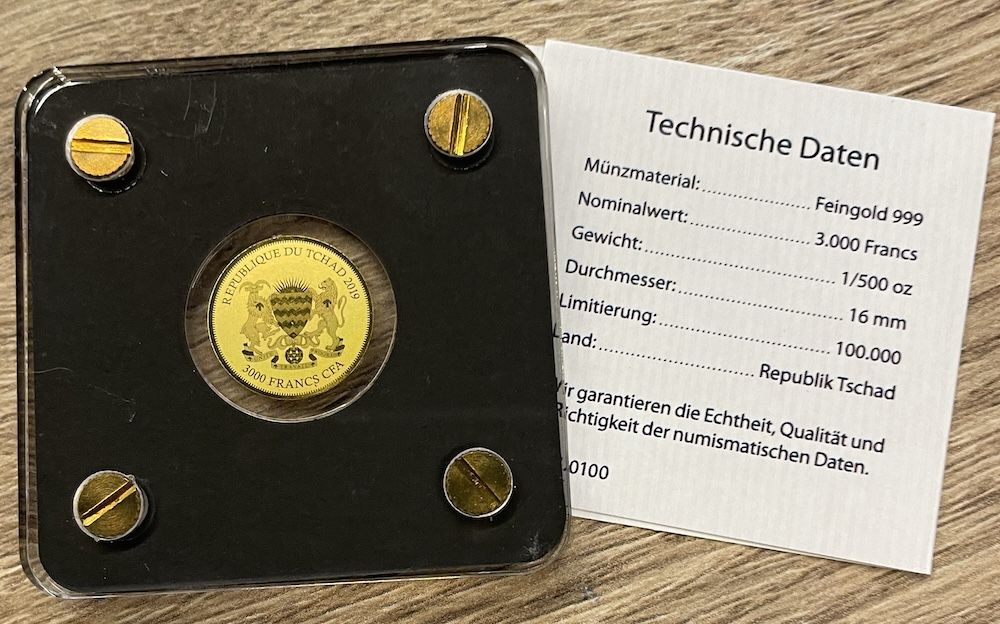 REPUBLIQUE DU TCHAD 2019
TRAVAIL
3000 FRANCS CFA
Technische Daten
Münzmaterial:.................... Feingold 999
Nominalwert:...................... 3.000 Francs
Gewicht:................................... 1/500 oz
Durchmesser:.............................. 16 mm
Limitierung:............................... 100.000
Land:............................ Republik Tschad
ir garantieren die Echtheit, Qualität und
Richtigkeit der numismatischen Daten.
.0100